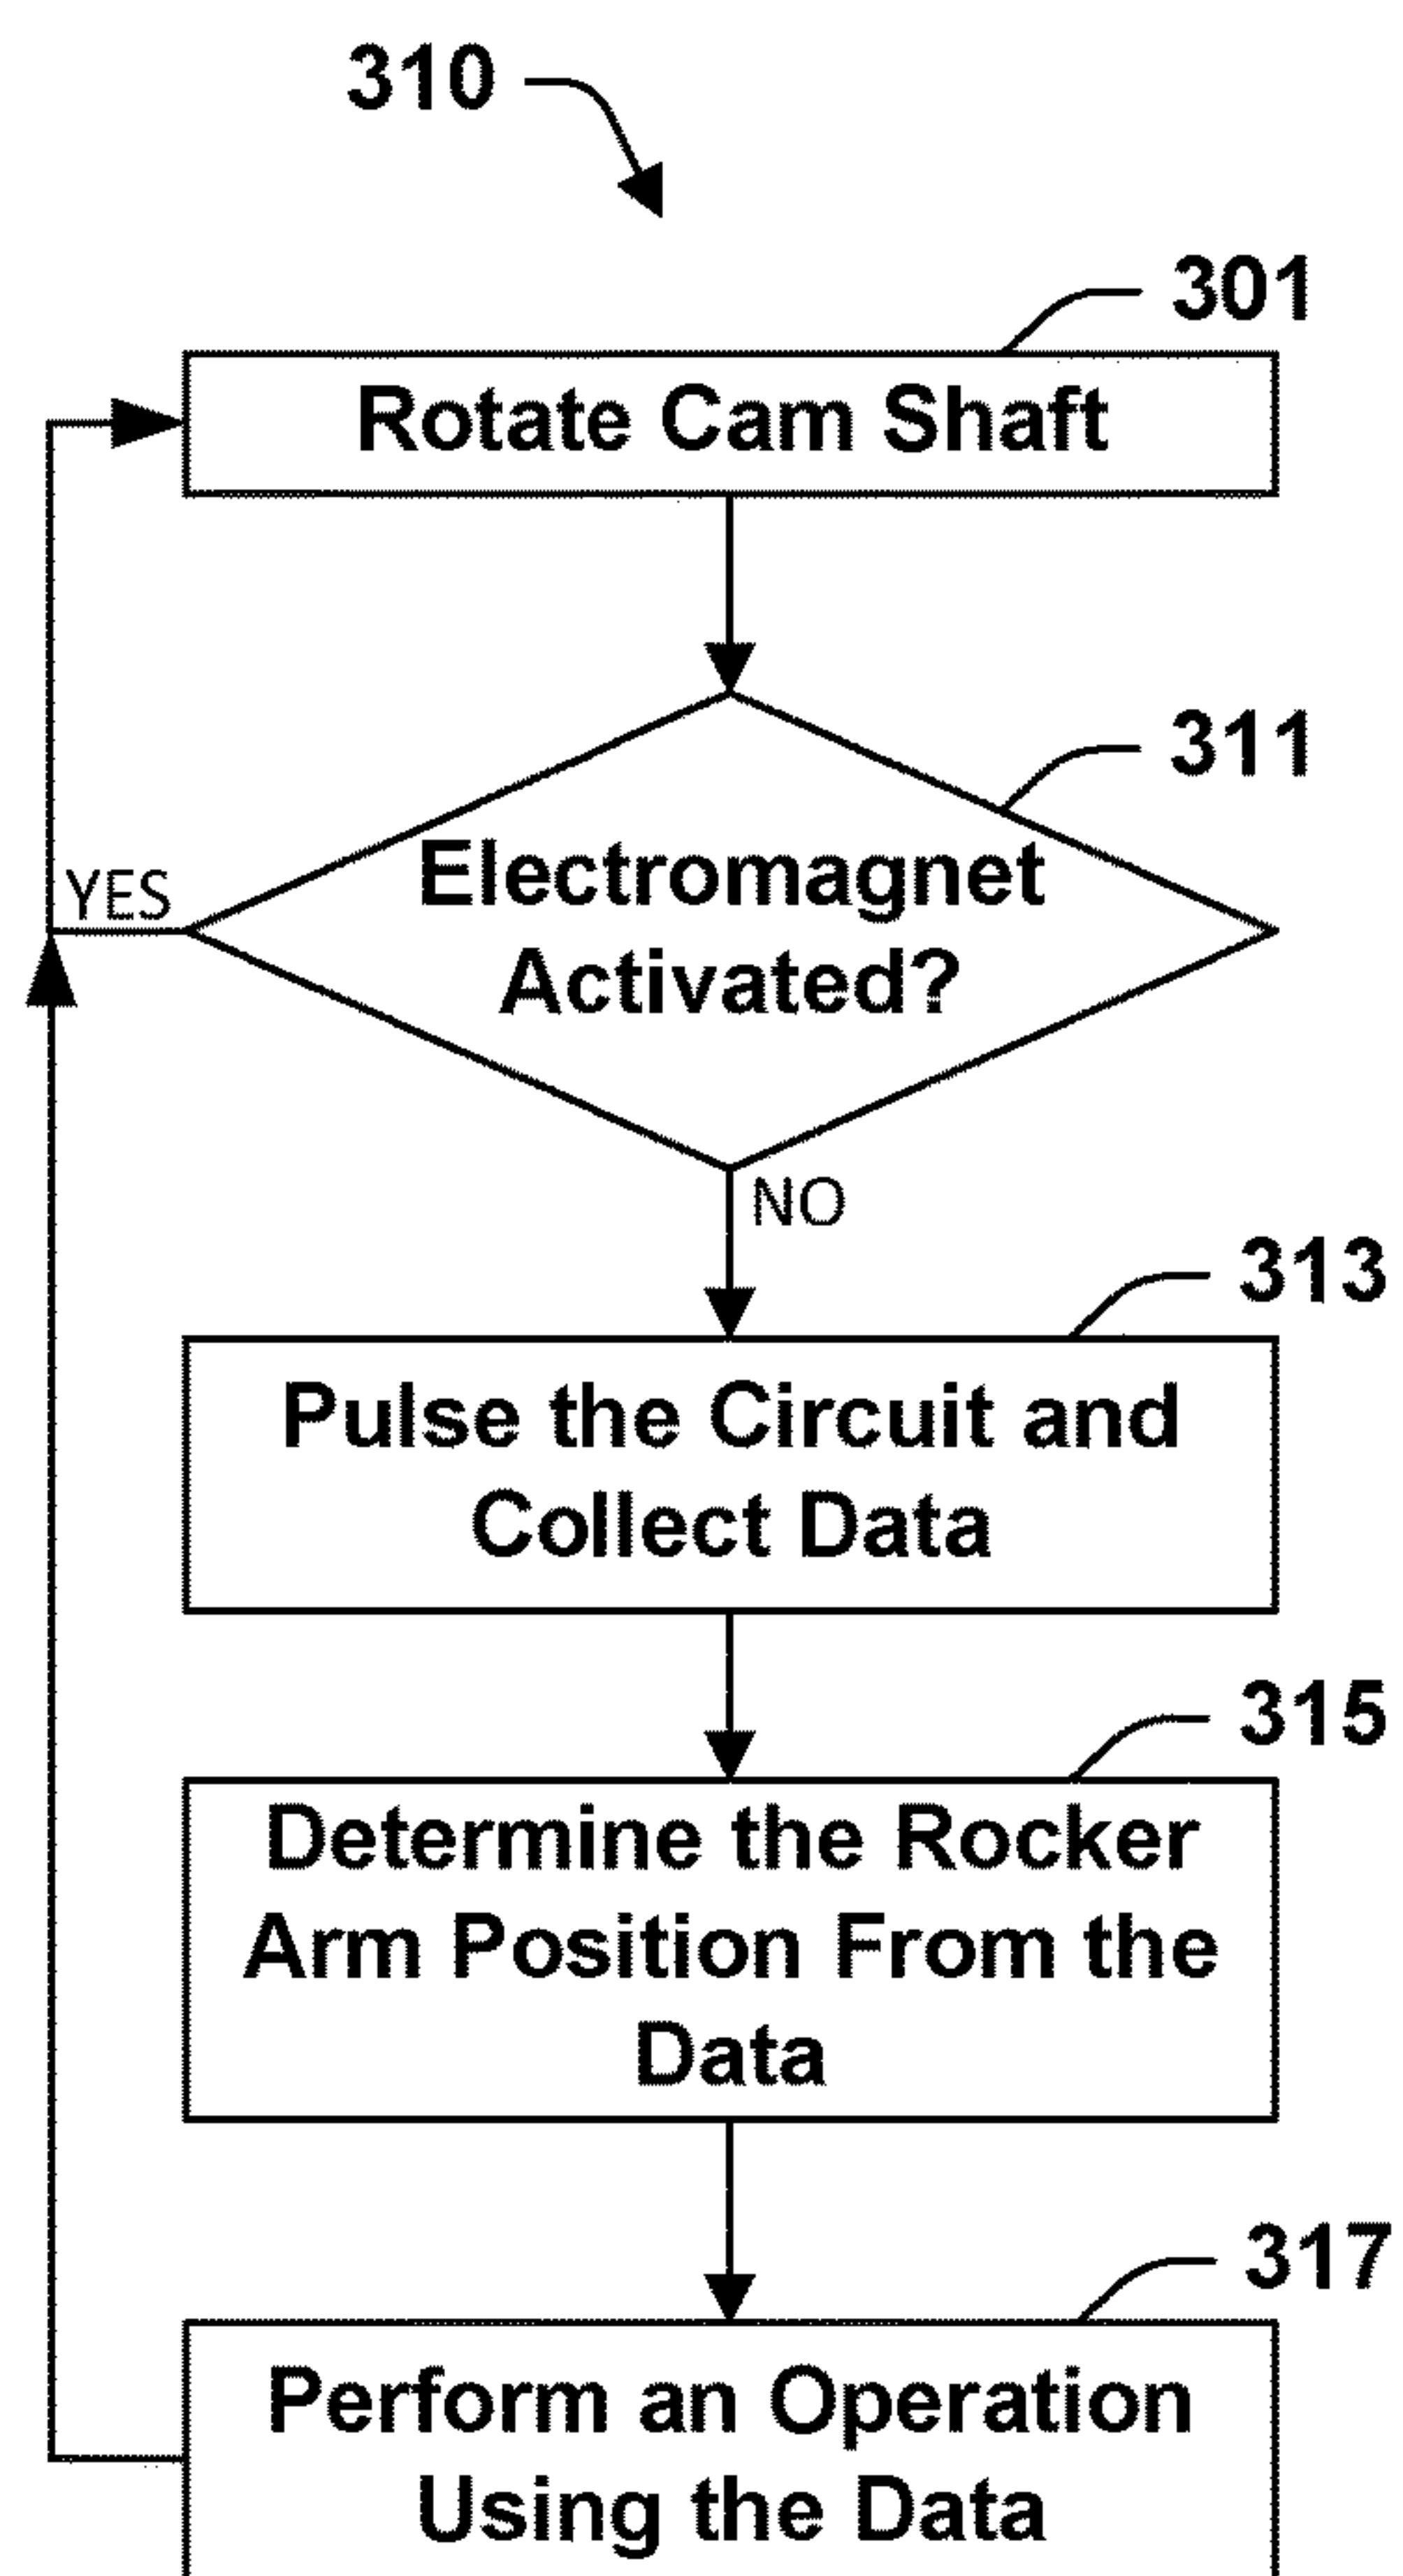 310
301
Rotate Cam Shaft
311
Electromagnet
Activated?
YES
NO
313
Pulse the Circuit and
Collect Data
315
Determine the Rocker
Arm Position From the
Data
317
Perform an Operation
Using the Data